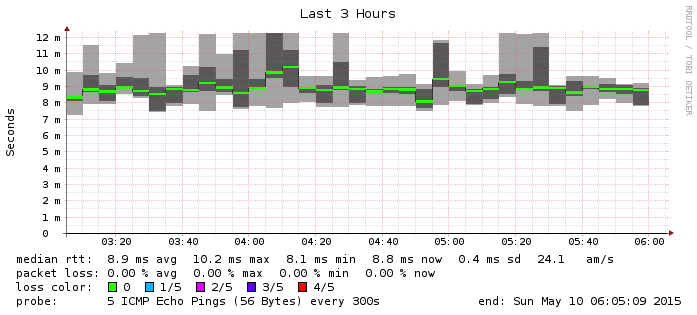 Last 3 Hours
RRDTOOL / TOBI OETIKER
Seconds
12 m
11 m
10 m
9 m
8 m
7 m
6 m
5 m
4 m
3 m
2 m
1 m
0
03:20 03:40 04:00 04:20 04:40 05:00 05:20 05:40 06:00
median rtt: 8.9 ms avg 10.2 ms max 8.1 ms min 8.8 ms now 0.4 ms sd 24.1 am/s
packet loss: 0.00 % avg 0.00 % max 0.00 % min 0.00 % now
loss color: 0 1/5 2/5 3/5 4/5
probe: 5 ICMP Echo Pings (56 Bytes) every 300s end: Sun May 10 06:05:09 2015